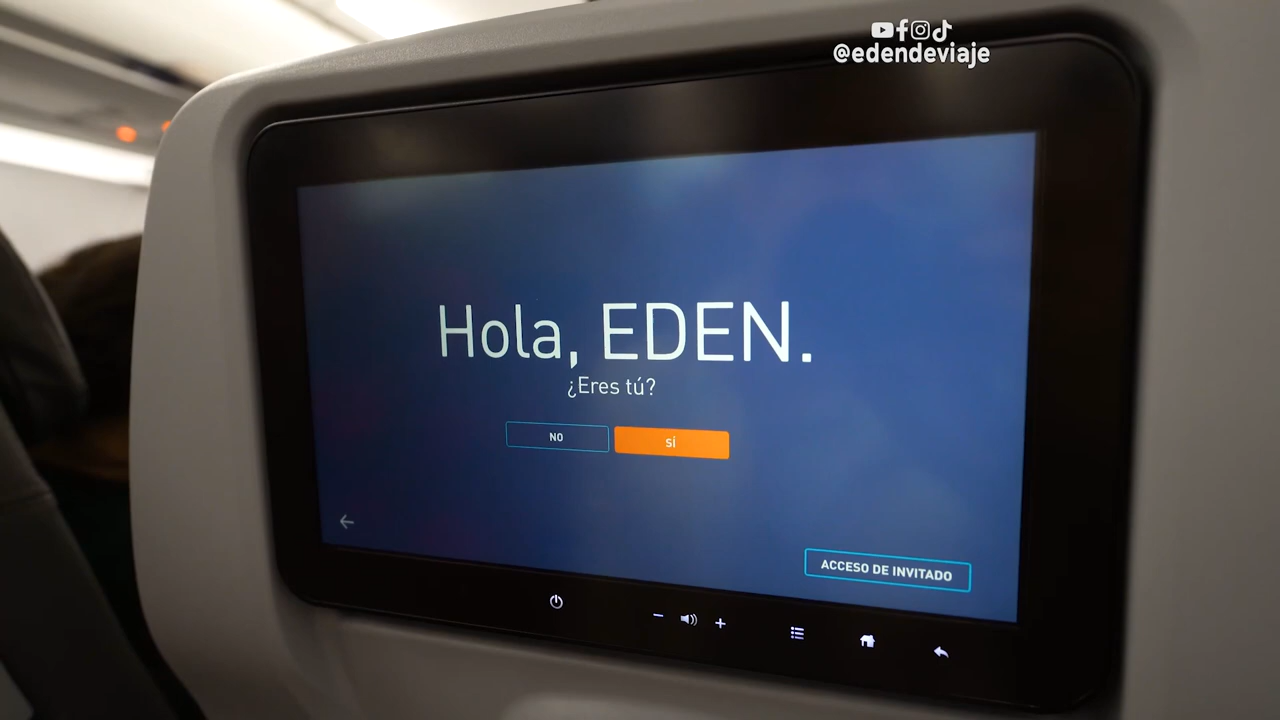 @edendeviaje
Hola, EDEN.
¿Eres tú?
NO
SÍ
ACCESO DE INVITADO